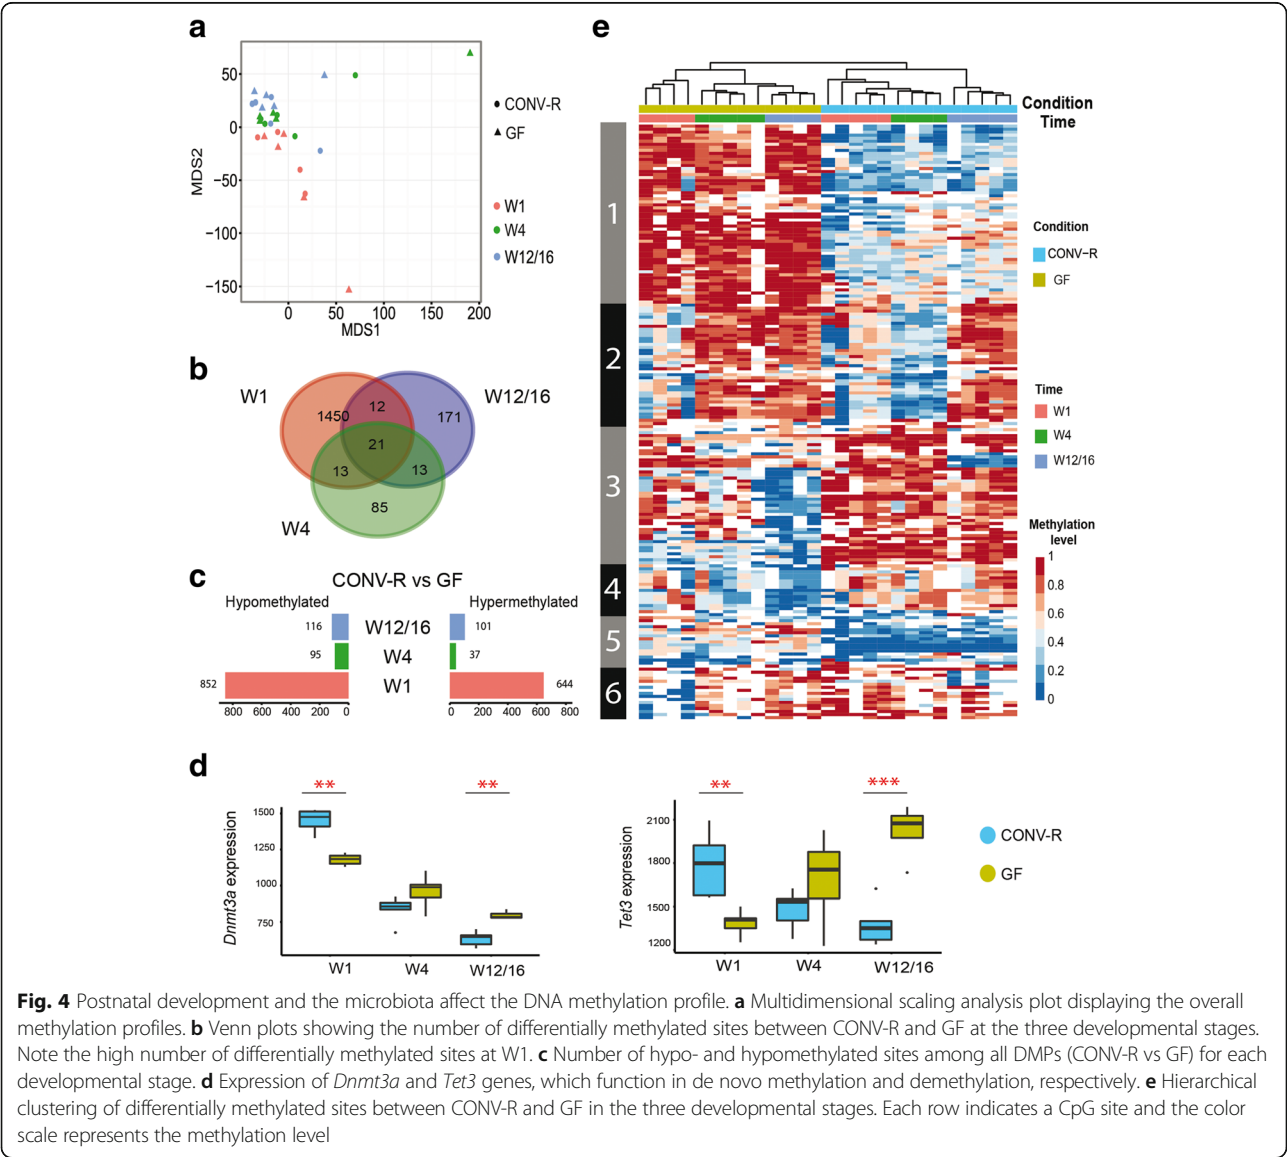 a
50
0
−50
−100
−150
MDS2
0 50 100 150 200
MDS1
CONV-R
GF
W1
W4
W12/16
b
W1
W12/16
W4
1450
12
171
21
13
13
85
c
CONV-R vs GF
Hypomethylated
Hypermethylated
116 W12/16 101
95 W4 37
852 W1 644
800 600 400 200 0
0 200 400 600 800
d
** **
Dnmt3a expression
1500
1250
1000
750
W1 W4 W12/16
** ***
Tet3 expression
2100
1800
1500
1200
W1 W4 W12/16
CONV-R
GF
e
Condition
Time
1
2
3
4
5
6
Condition
CONV−R
GF
Time
W1
W4
W12/16
Methylation
level
1
0.8
0.6
0.4
0.2
0
Fig. 4 Postnatal development and the microbiota affect the DNA methylation profile. a Multidimensional scaling analysis plot displaying the overall
methylation profiles. b Venn plots showing the number of differentially methylated sites between CONV-R and GF at the three developmental stages.
Note the high number of differentially methylated sites at W1. c Number of hypo- and hypomethylated sites among all DMPs (CONV-R vs GF) for each
developmental stage. d Expression of Dnmt3a and Tet3 genes, which function in de novo methylation and demethylation, respectively. e Hierarchical
clustering of differentially methylated sites between CONV-R and GF in the three developmental stages. Each row indicates a CpG site and the color
scale represents the methylation level